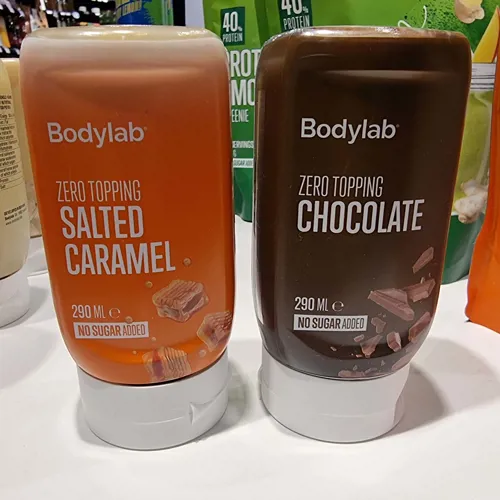 40%
PROTEIN
40%
Bodylab®
ZERO TOPPING
SALTED
CARAMEL
290 ML ℮
NO SUGAR ADDED
Bodylab®
ZERO TOPPING
CHOCOLATE
290 ML ℮
NO SUGAR ADDED